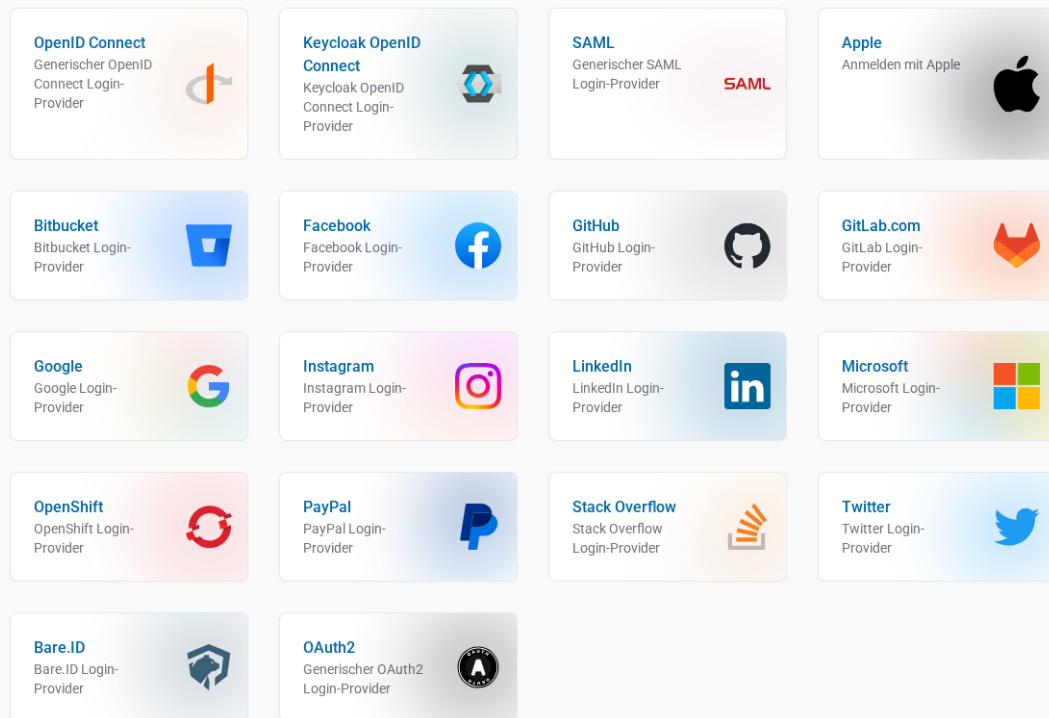 OpenID Connect
Generischer OpenID
Connect Login-
Provider
Keycloak OpenID
Connect
Keycloak OpenID
Connect Login-
Provider
SAML
Generischer SAML
Login-Provider
SAML
Apple
Anmelden mit Apple
Bitbucket
Bitbucket Login-
Provider
Facebook
Facebook Login-
Provider
GitHub
GitHub Login-
Provider
GitLab.com
GitLab Login-
Provider
Google
Google Login-
Provider
Instagram
Instagram Login-
Provider
LinkedIn
LinkedIn Login-
Provider
in
Microsoft
Microsoft Login-
Provider
OpenShift
OpenShift Login-
Provider
PayPal
PayPal Login-
Provider
Stack Overflow
Stack Overflow
Login-Provider
Twitter
Twitter Login-
Provider
Bare.ID
Bare.ID Login-
Provider
OAuth2
Generischer OAuth2
Login-Provider
OAUTH
A
OAUTH